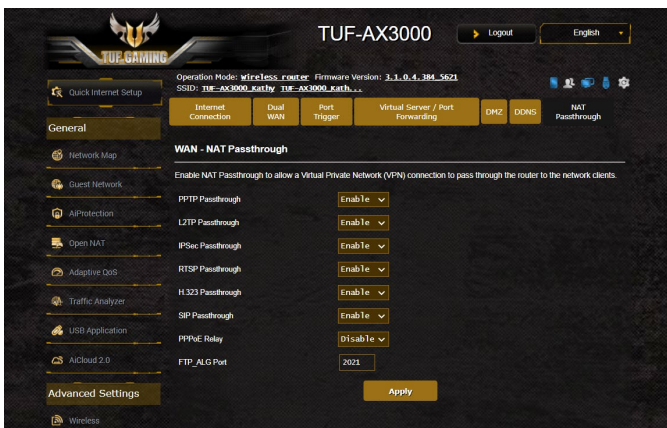 TUF GAMING
TUF-AX3000
Logout
English
Quick Internet Setup
Operation Mode: Wireless router Firmware Version: 3.1.0.4.384_5621
SSID: TUF-AX3000_Kathy TUF-AX3000_Kath...
Internet Connection
Dual WAN
Port Trigger
Virtual Server / Port Forwarding
DMZ
DDNS
NAT Passthrough
General
Network Map
Guest Network
AiProtection
Open NAT
Adaptive QoS
Traffic Analyzer
USB Application
AiCloud 2.0
Advanced Settings
Wireless
WAN - NAT Passthrough
Enable NAT Passthrough to allow a Virtual Private Network (VPN) connection to pass through the router to the network clients.
PPTP Passthrough Enable
L2TP Passthrough Enable
IPSec Passthrough Enable
RTSP Passthrough Enable
H.323 Passthrough Enable
SIP Passthrough Enable
PPPoE Relay Disable
FTP_ALG Port 2021
Apply